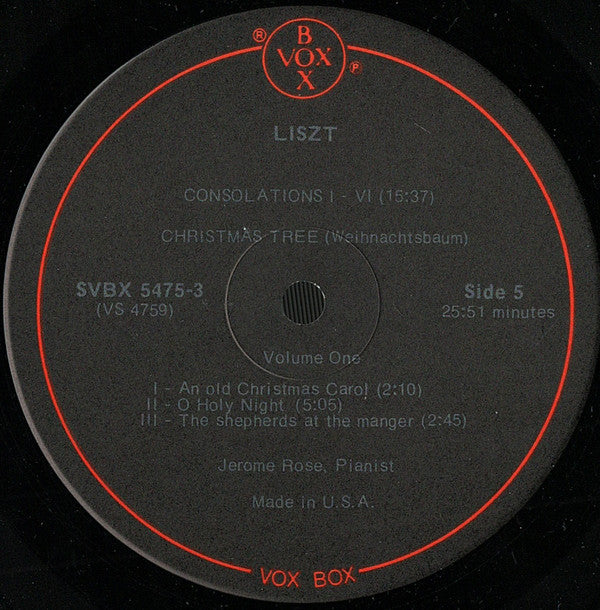 ®
B
VOX
X
℗
LISZT
CONSOLATIONS I - VI (15:37)
CHRISTMAS TREE (Weihnachtsbaum)
SVBX 5475-3
(VS 4759)
Side 5
25:51 minutes
Volume One
I - An old Christmas Carol (2:10)
II - O Holy Night (5:05)
III - The shepherds at the manger (2:45)
Jerome Rose, Pianist
Made in U.S.A.
VOX BOX